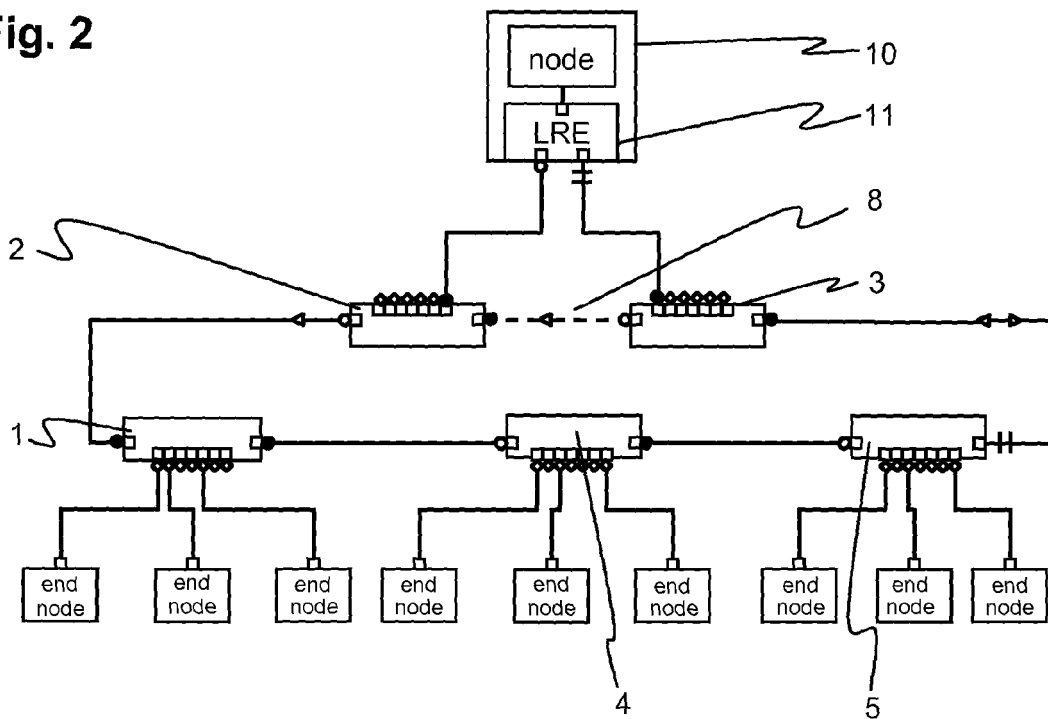 Fig. 2
node
10
LRE
11
8
2
3
1
end node
end node
end node
end node
end node
end node
end node
end node
end node
4
5